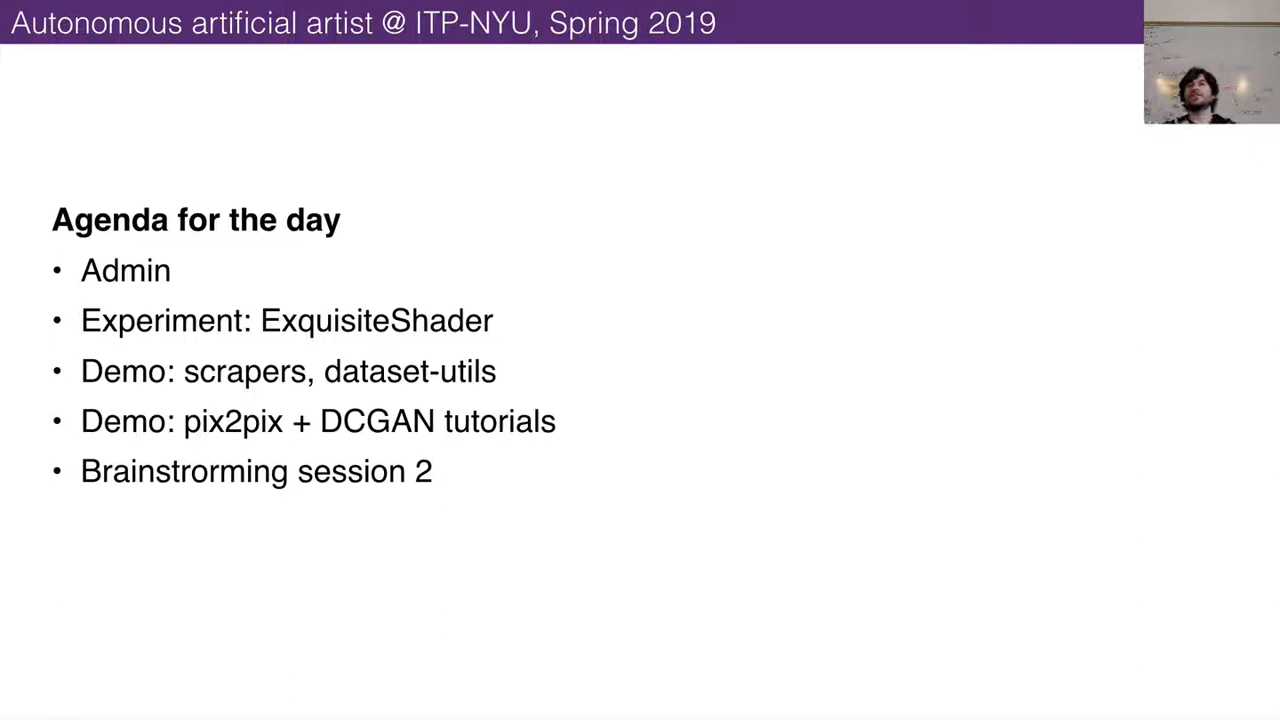 Autonomous artificial artist @ ITP-NYU, Spring 2019
Agenda for the day
• Admin
• Experiment: ExquisiteShader
• Demo: scrapers, dataset-utils
• Demo: pix2pix + DCGAN tutorials
• Brainstrorming session 2